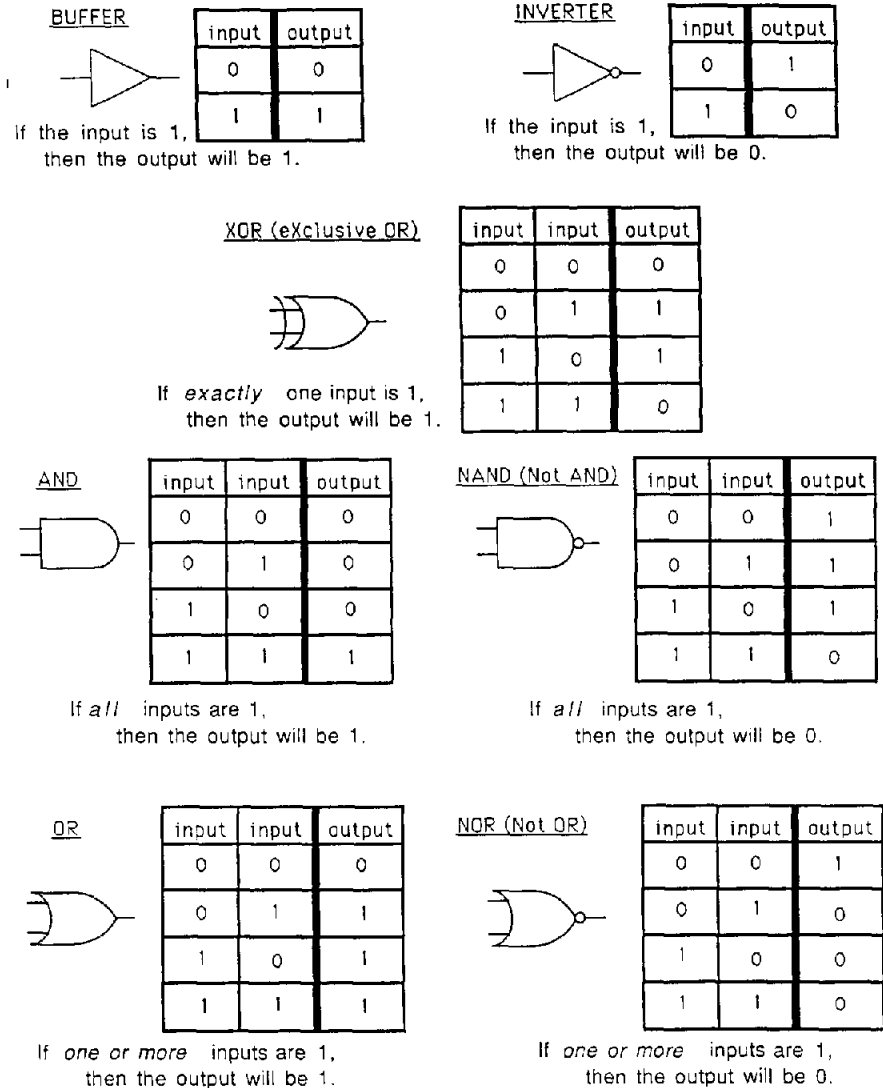 BUFFER
input output
0 0
1 1
If the input is 1,
then the output will be 1.
INVERTER
input output
0 1
1 0
If the input is 1,
then the output will be 0.
XOR (eXclusive OR)
input input output
0 0 0
0 1 1
1 0 1
1 1 0
If exactly one input is 1,
then the output will be 1.
AND
input input output
0 0 0
0 1 0
1 0 0
1 1 1
If all inputs are 1,
then the output will be 1.
NAND (Not AND)
input input output
0 0 1
0 1 1
1 0 1
1 1 0
If all inputs are 1,
then the output will be 0.
OR
input input output
0 0 0
0 1 1
1 0 1
1 1 1
If one or more inputs are 1,
then the output will be 1.
NOR (Not OR)
input input output
0 0 1
0 1 0
1 0 0
1 1 0
If one or more inputs are 1,
then the output will be 0.